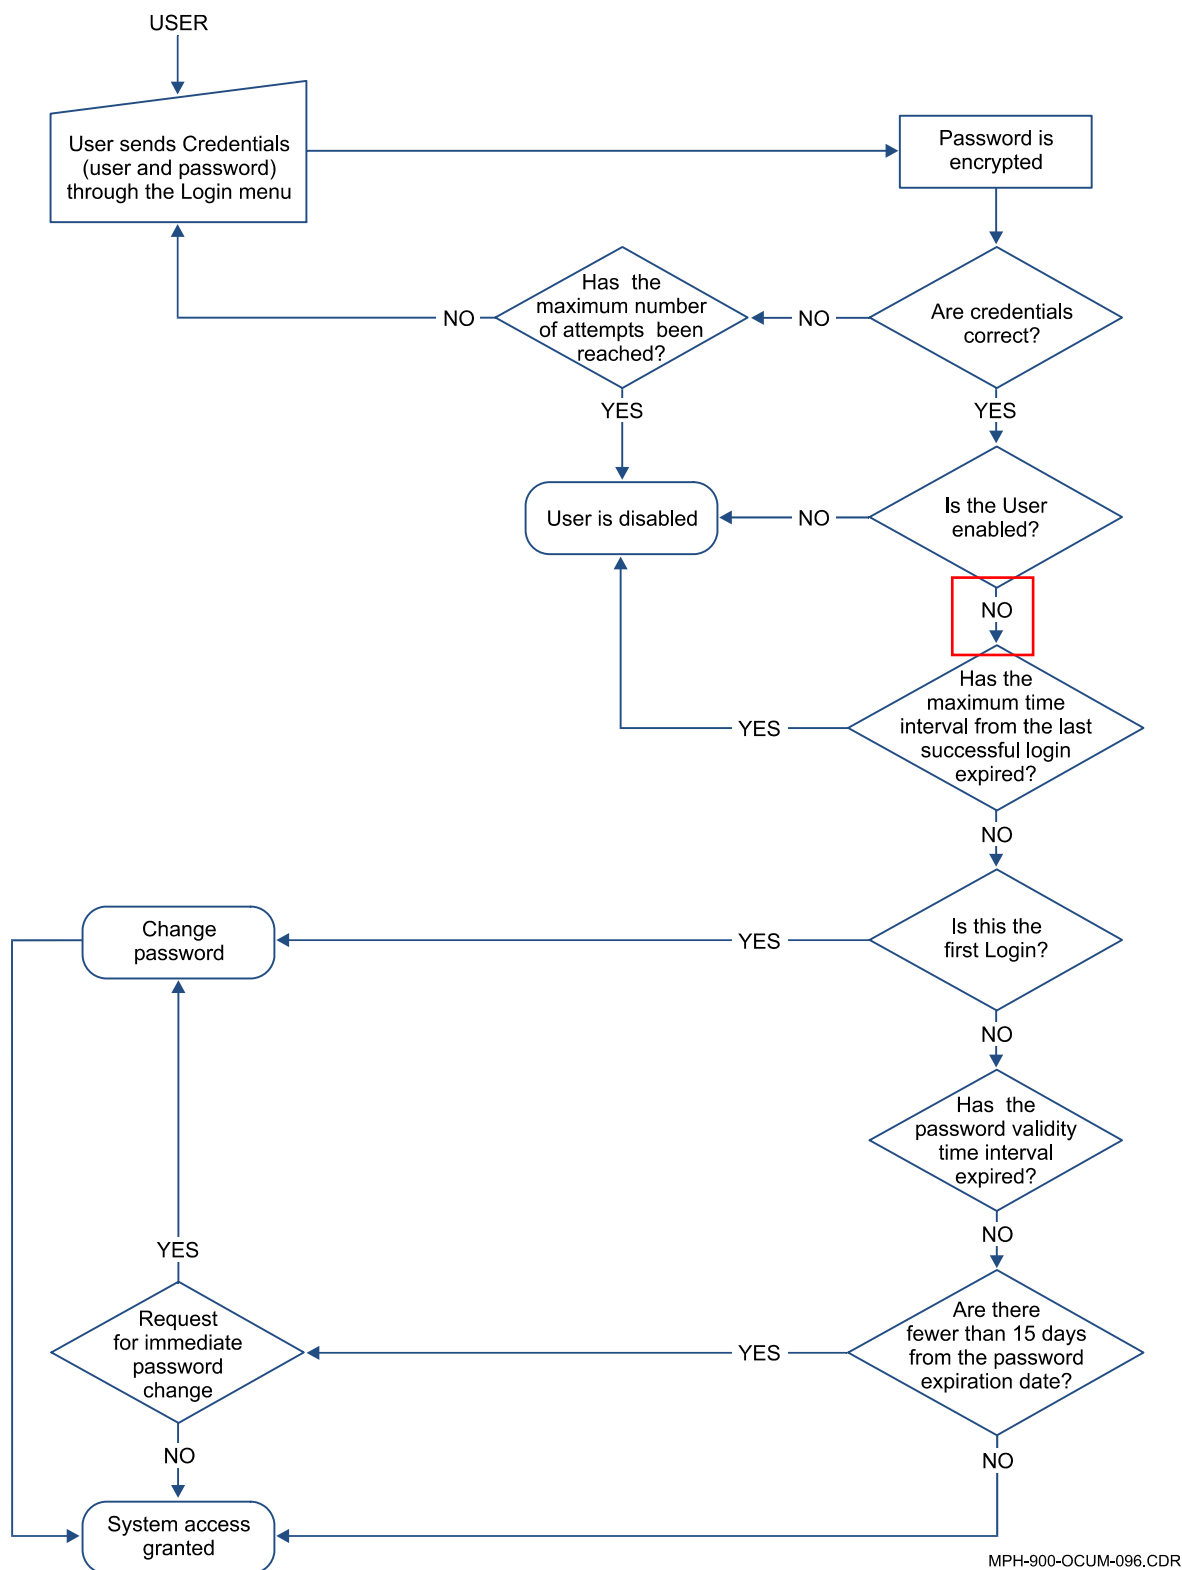 USER
User sends Credentials
(user and password)
through the Login menu
Password is
encrypted
Has the
maximum number
of attempts been
reached?
NO
NO
Are credentials
correct?
YES
YES
User is disabled
NO
Is the User
enabled?
NO
Has the
maximum time
interval from the last
successful login
expired?
YES
NO
Change
password
YES
Is this the
first Login?
NO
Has the
password validity
time interval
expired?
YES
NO
Request
for immediate
password
change
YES
Are there
fewer than 15 days
from the password
expiration date?
NO
NO
System access
granted
MPH-900-OCUM-096.CDR